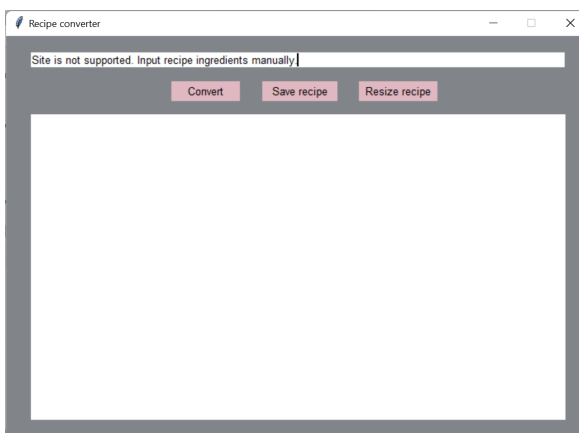 Recipe converter
Site is not supported. Input recipe ingredients manually.
Convert Save recipe Resize recipe